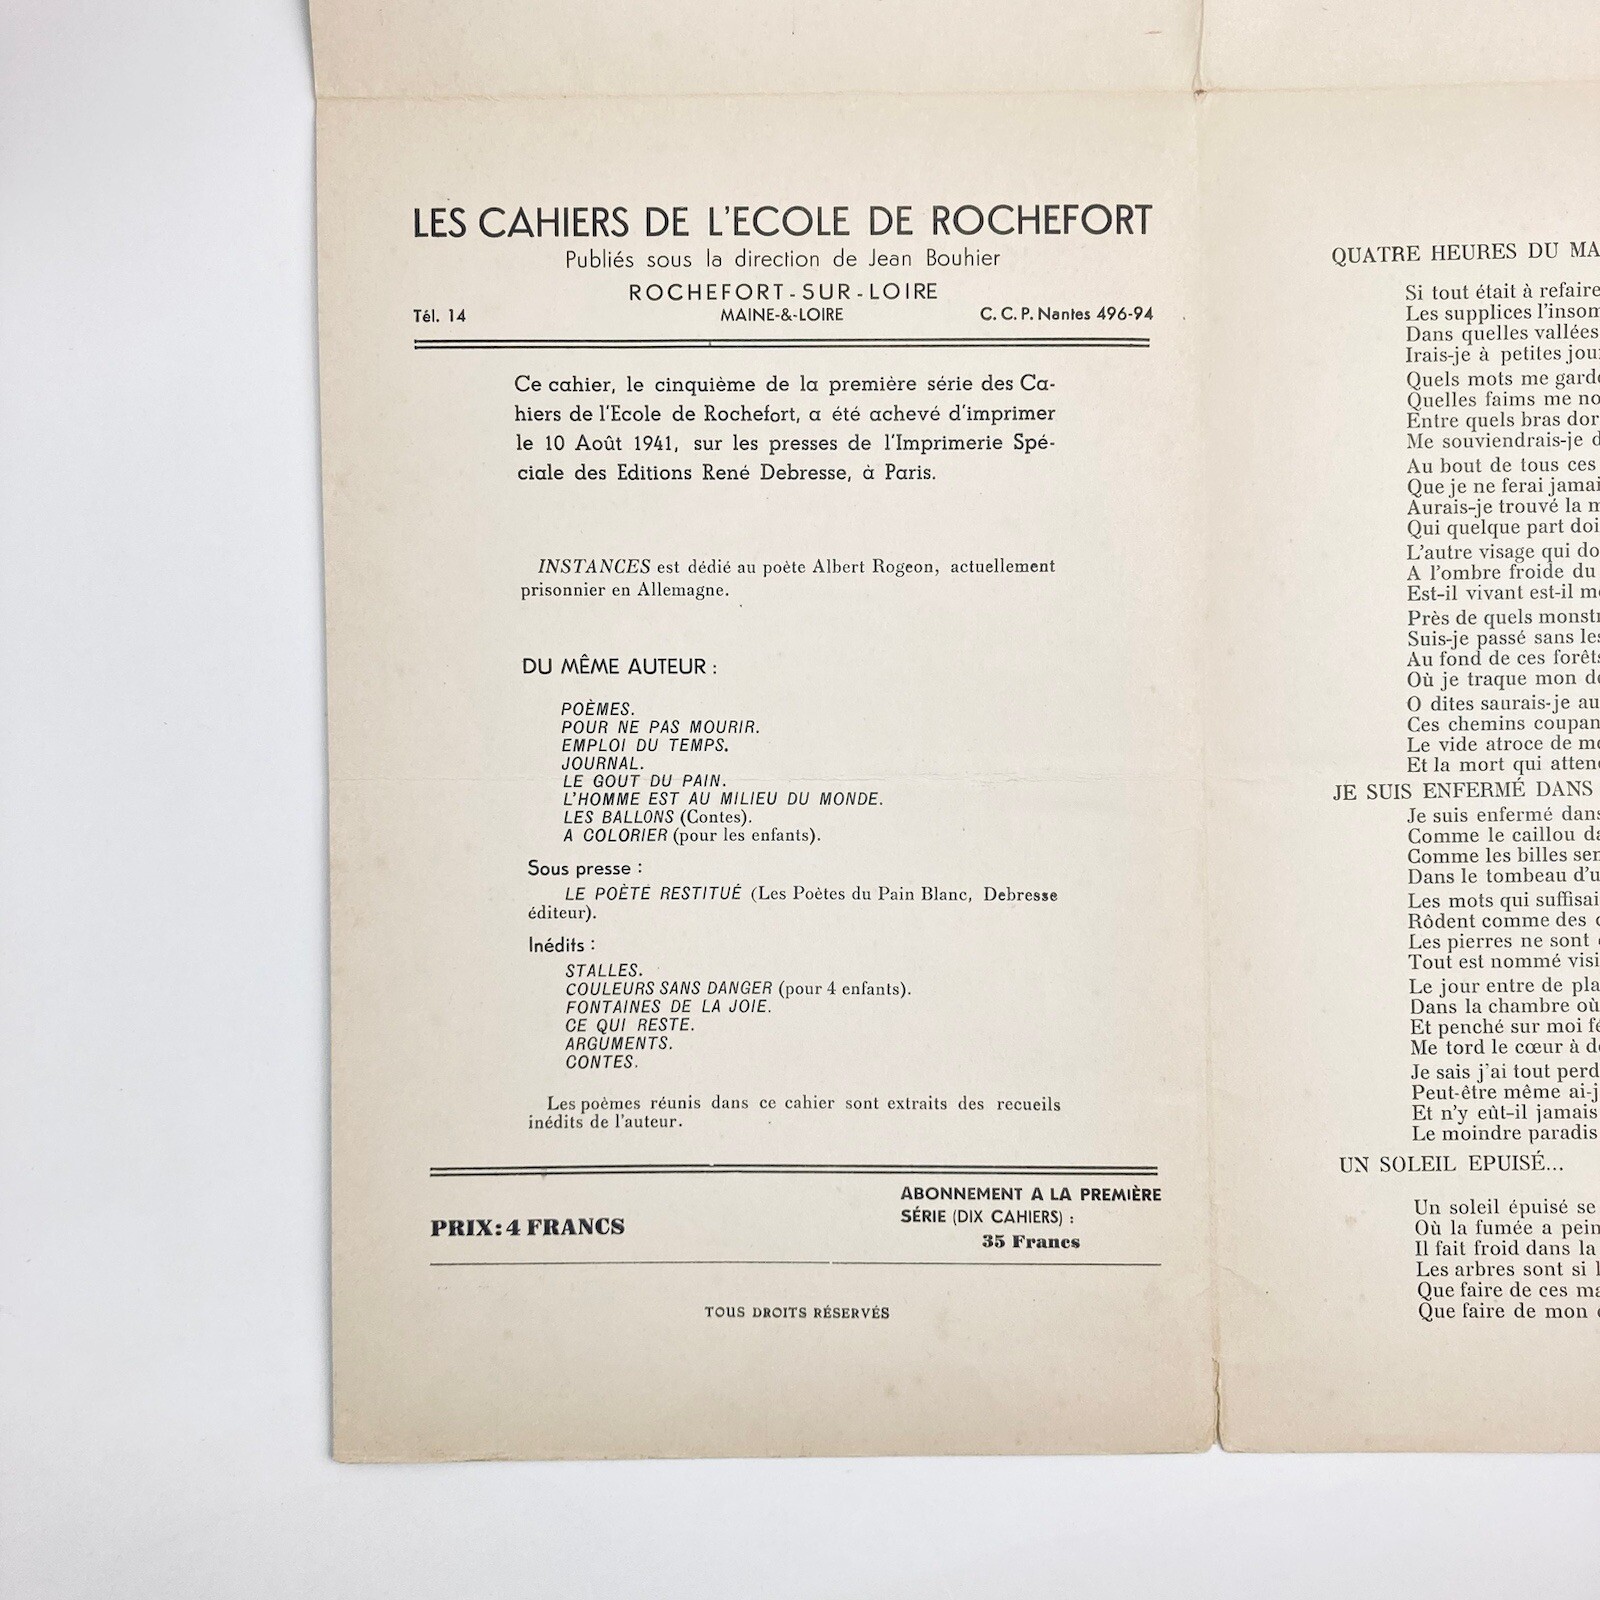 LES CAHIERS DE L'ECOLE DE ROCHEFORT
Publiés sous la direction de Jean Bouhier
ROCHEFORT-SUR-LOIRE
Tél. 14 MAINE-&-LOIRE C. C. P. Nantes 496-94
Ce cahier, le cinquième de la première série des Ca-
hiers de l'Ecole de Rochefort, a été achevé d'imprimer
le 10 Août 1941, sur les presses de l'Imprimerie Spé-
ciale des Editions René Debresse, à Paris.
INSTANCES est dédié au poète Albert Rogeon, actuellement
prisonnier en Allemagne.
DU MÊME AUTEUR :
POÈMES.
POUR NE PAS MOURIR.
EMPLOI DU TEMPS.
JOURNAL.
LE GOUT DU PAIN.
L'HOMME EST AU MILIEU DU MONDE.
LES BALLONS (Contes).
A COLORIER (pour les enfants).
Sous presse :
LE POÈTE RESTITUÉ (Les Poètes du Pain Blanc, Debresse
éditeur).
Inédits :
STALLES.
COULEURS SANS DANGER (pour 4 enfants).
FONTAINES DE LA JOIE.
CE QUI RESTE.
ARGUMENTS.
CONTES.
Les poèmes réunis dans ce cahier sont extraits des recueils
inédits de l'auteur.
PRIX: 4 FRANCS
ABONNEMENT A LA PREMIÈRE
SÉRIE (DIX CAHIERS) :
35 Francs
TOUS DROITS RÉSERVÉS
QUATRE HEURES DU MA
Si tout était à refaire
Les supplices l'insom
Dans quelles vallées
Irais-je à petites jou
Quels mots me gard
Quelles faims me no
Entre quels bras dor
Me souviendrais-je d
Au bout de tous ces
Que je ne ferai jamai
Aurais-je trouvé la m
Qui quelque part doi
L'autre visage qui do
A l'ombre froide du
Est-il vivant est-il m
Près de quels monst
Suis-je passé sans les
Au fond de ces forêts
Où je traque mon d
O dites saurais-je au
Ces chemins coupan
Le vide atroce de m
Et la mort qui atten
JE SUIS ENFERMÉ DANS
Je suis enfermé dans
Comme le caillou da
Comme les billes ser
Dans le tombeau d'u
Les mots qui suffisai
Rôdent comme des c
Les pierres ne sont
Tout est nommé visi
Le jour entre de pla
Dans la chambre où
Et penché sur moi fé
Me tord le cœur à d
Je sais j'ai tout perd
Peut-être même ai-j
Et n'y eût-il jamais
Le moindre paradis
UN SOLEIL EPUISÉ...
Un soleil épuisé se
Où la fumée a pein
Il fait froid dans la
Les arbres sont si l
Que faire de ces ma
Que faire de mon c